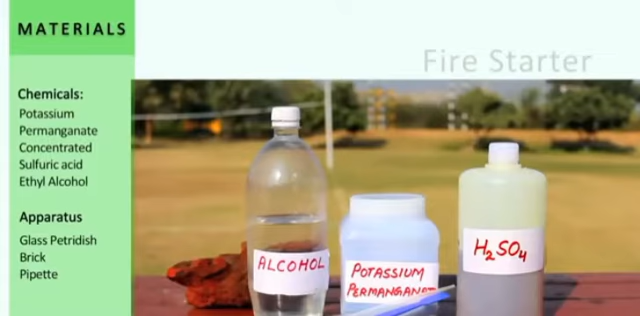 MATERIALS
Fire Starter
Chemicals:
Potassium
Permanganate
Concentrated
Sulfuric acid
Ethyl Alcohol
Apparatus
Glass Petridish
Brick
Pipette
ALCOHOL
POTASSIUM
PERMANGANATE
H₂SO₄